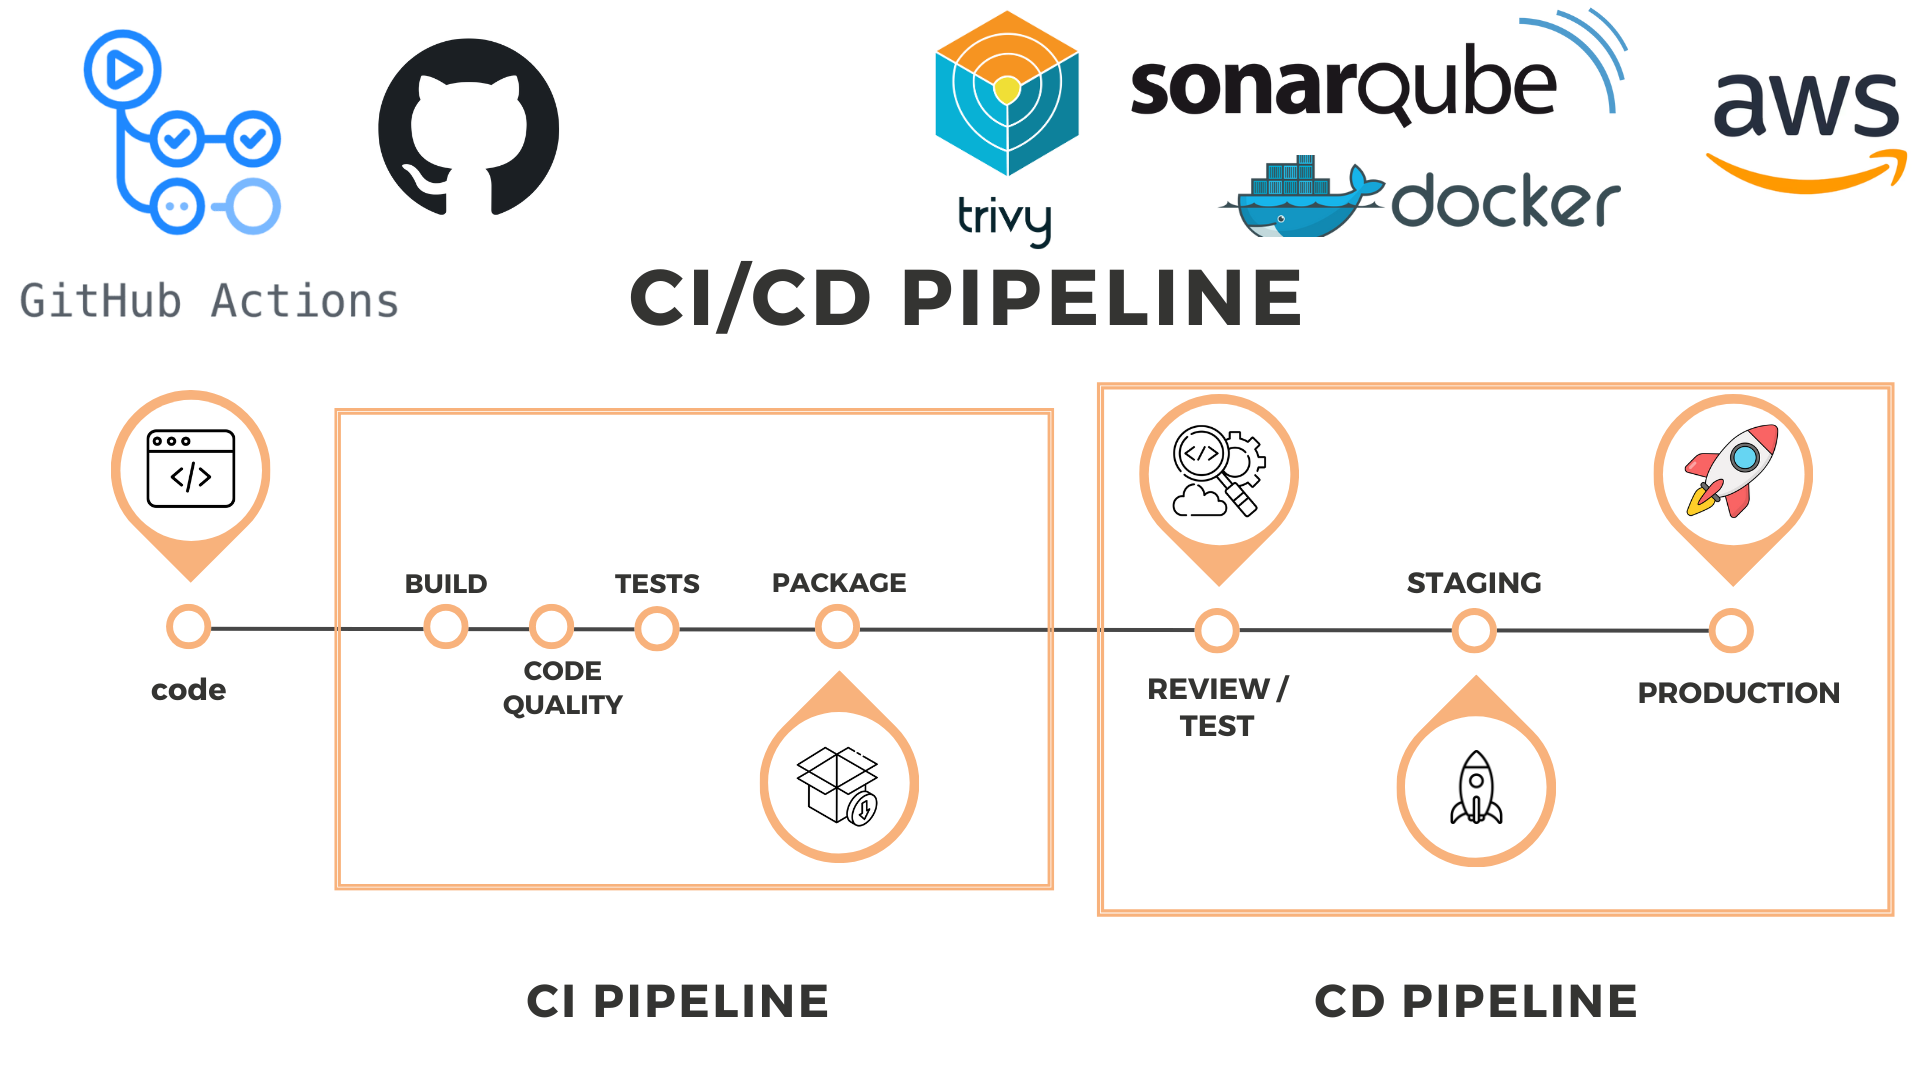 GitHub Actions
trivy
sonarqube
docker
aws
CI/CD PIPELINE
</>
code
BUILD
CODE
QUALITY
TESTS
PACKAGE
</>
REVIEW /
TEST
STAGING
PRODUCTION
CI PIPELINE
CD PIPELINE